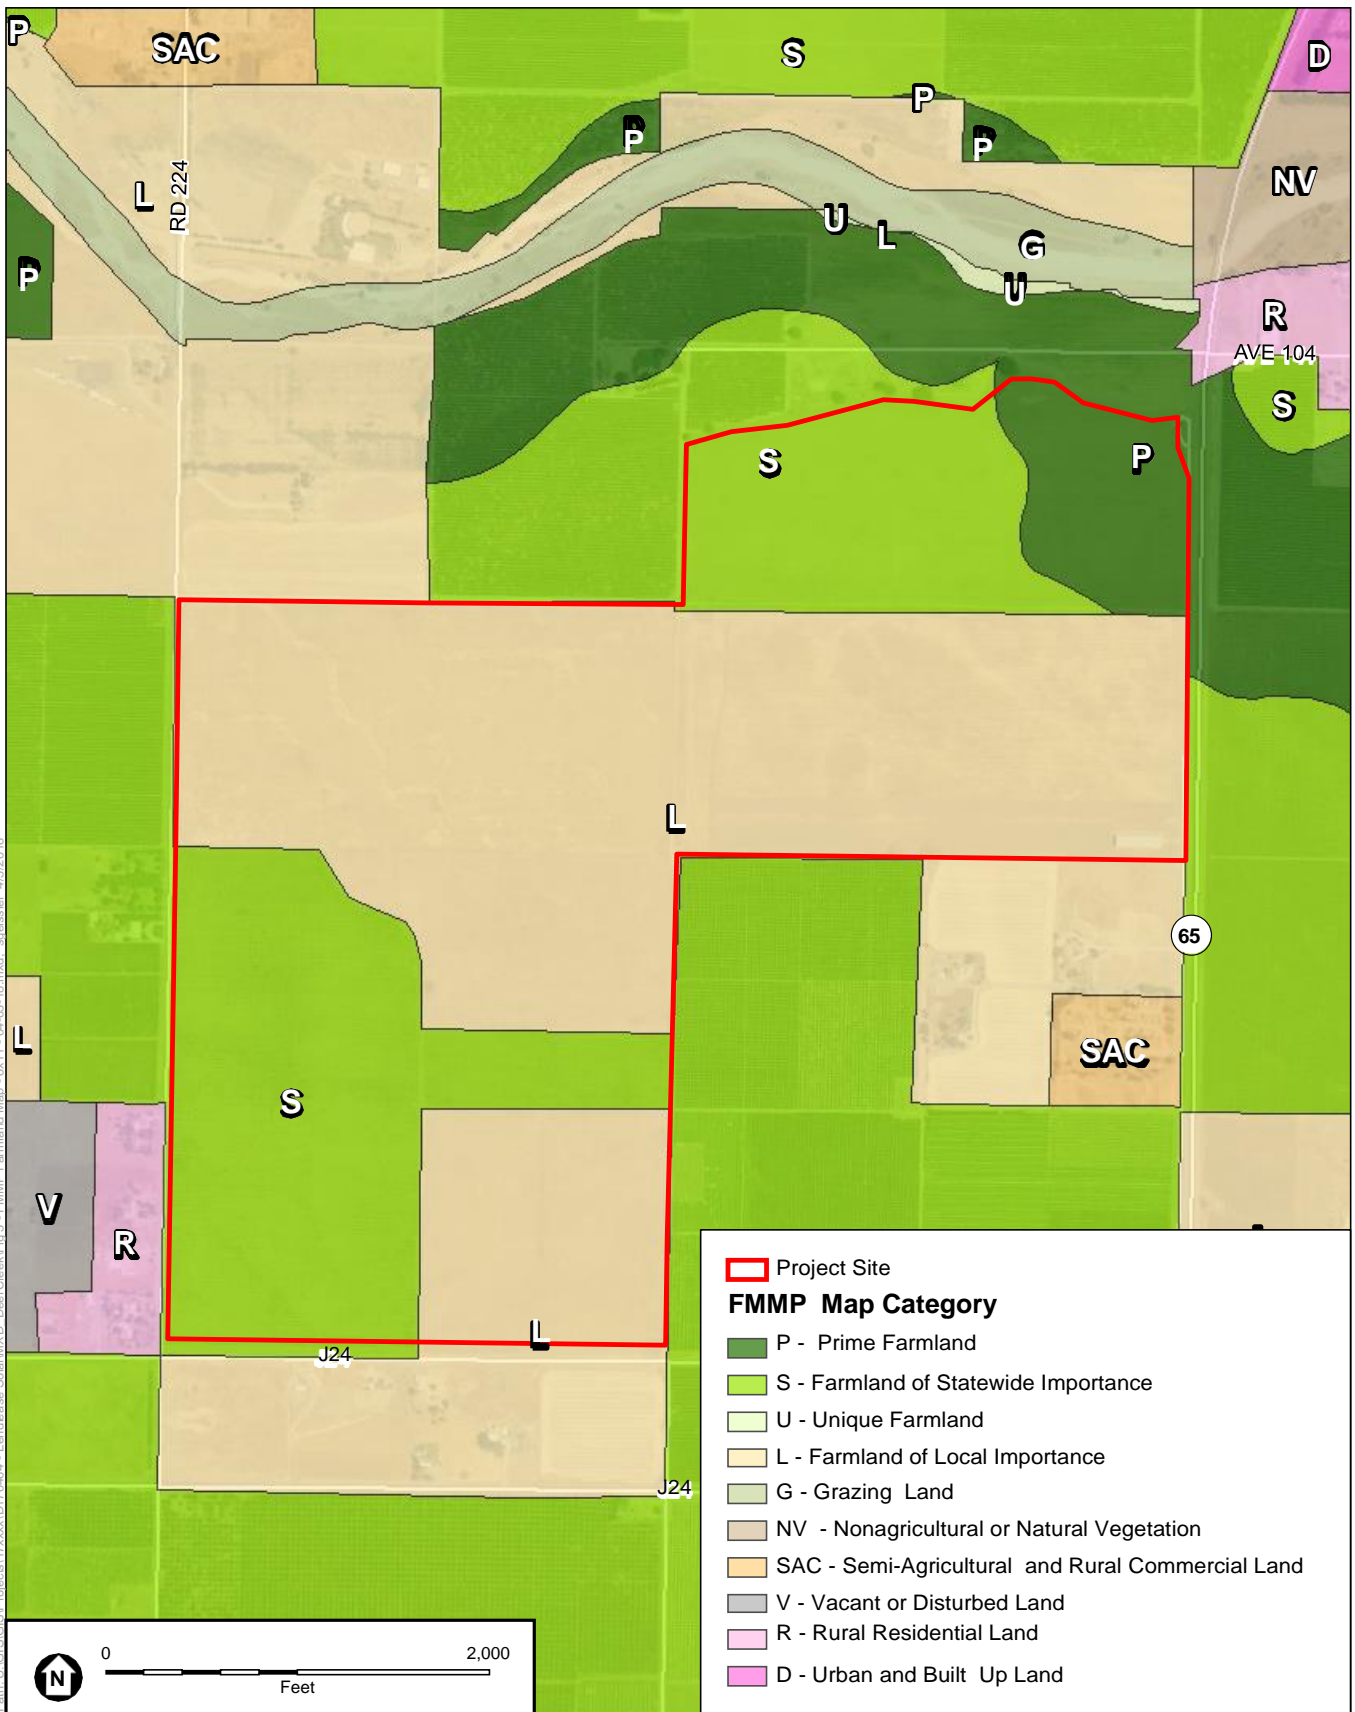 P
SAC
S
D
P
P
P
L
RD 224
NV
U
L
G
P
U
R
AVE 104
S
S
P
L
65
L
SAC
S
V
R
L
J24
J24
Project Site
FMMP Map Category
P - Prime Farmland
S - Farmland of Statewide Importance
U - Unique Farmland
L - Farmland of Local Importance
G - Grazing Land
NV - Nonagricultural or Natural Vegetation
SAC - Semi-Agricultural and Rural Commercial Land
V - Vacant or Disturbed Land
R - Rural Residential Land
D - Urban and Built Up Land
N
0 2,000
Feet